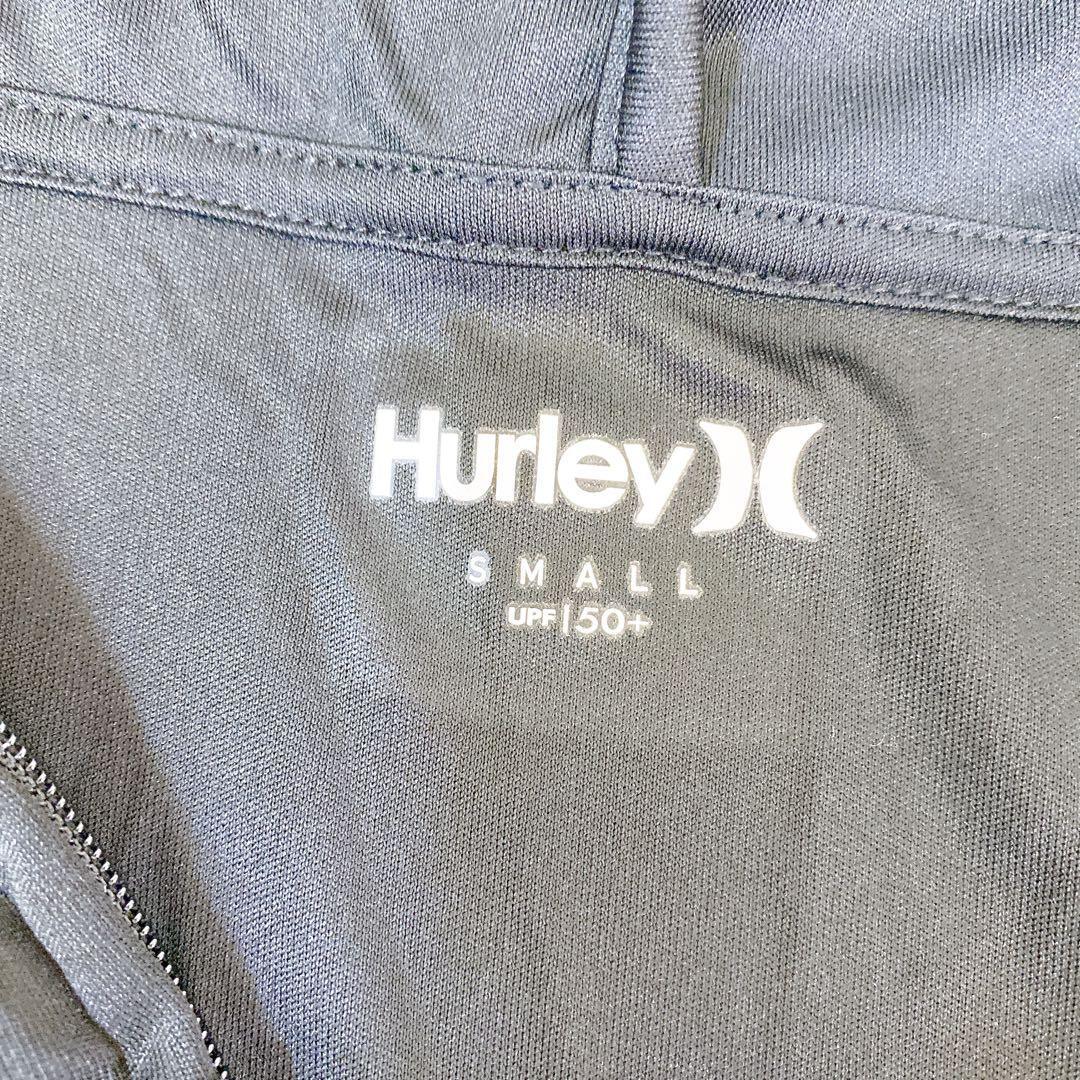 Hurley
SMALL
UPF | 50+